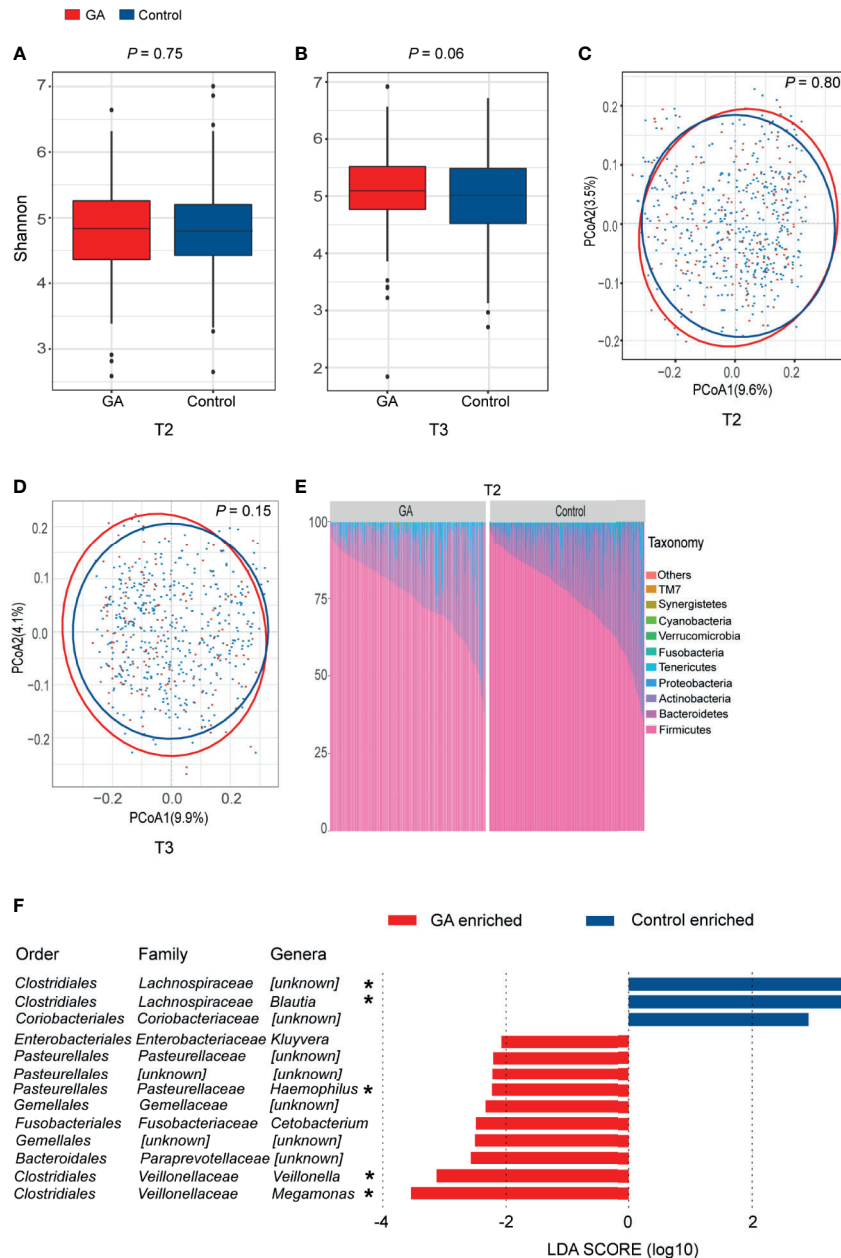 GA Control
A
P = 0.75
7
6
5
4
3
Shannon
GA Control
T2
B
P = 0.06
7
6
5
4
3
2
GA Control
T3
C
P = 0.80
0.2
0.1
0.0
−0.1
−0.2
PCoA2(3.5%)
−0.2 0.0 0.2
PCoA1(9.6%)
T2
D
P = 0.15
0.2
0.1
0.0
−0.1
−0.2
PCoA2(4.1%)
−0.2 0.0 0.2
PCoA1(9.9%)
T3
E
T2
GA Control
100
75
50
25
0
Taxonomy
Others
TM7
Synergistetes
Cyanobacteria
Verrucomicrobia
Fusobacteria
Tenericutes
Proteobacteria
Actinobacteria
Bacteroidetes
Firmicutes
F
GA enriched Control enriched
Order Family Genera
Clostridiales Lachnospiraceae [unknown] *
Clostridiales Lachnospiraceae Blautia *
Coriobacteriales Coriobacteriaceae [unknown]
Enterobacteriales Enterobacteriaceae Kluyvera
Pasteurellales Pasteurellaceae [unknown]
Pasteurellales [unknown] [unknown]
Pasteurellales Pasteurellaceae Haemophilus *
Gemellales Gemellaceae [unknown]
Fusobacteriales Fusobacteriaceae Cetobacterium
Gemellales [unknown] [unknown]
Bacteroidales Paraprevotellaceae [unknown]
Clostridiales Veillonellaceae Veillonella *
Clostridiales Veillonellaceae Megamonas *
-4 -2 0 2
LDA SCORE (log10)